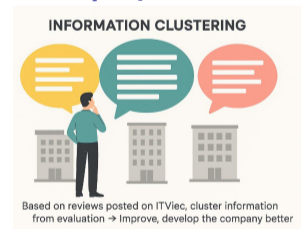 INFORMATION CLUSTERING
Based on reviews posted on ITViec, cluster information
from evaluation → Improve, develop the company better